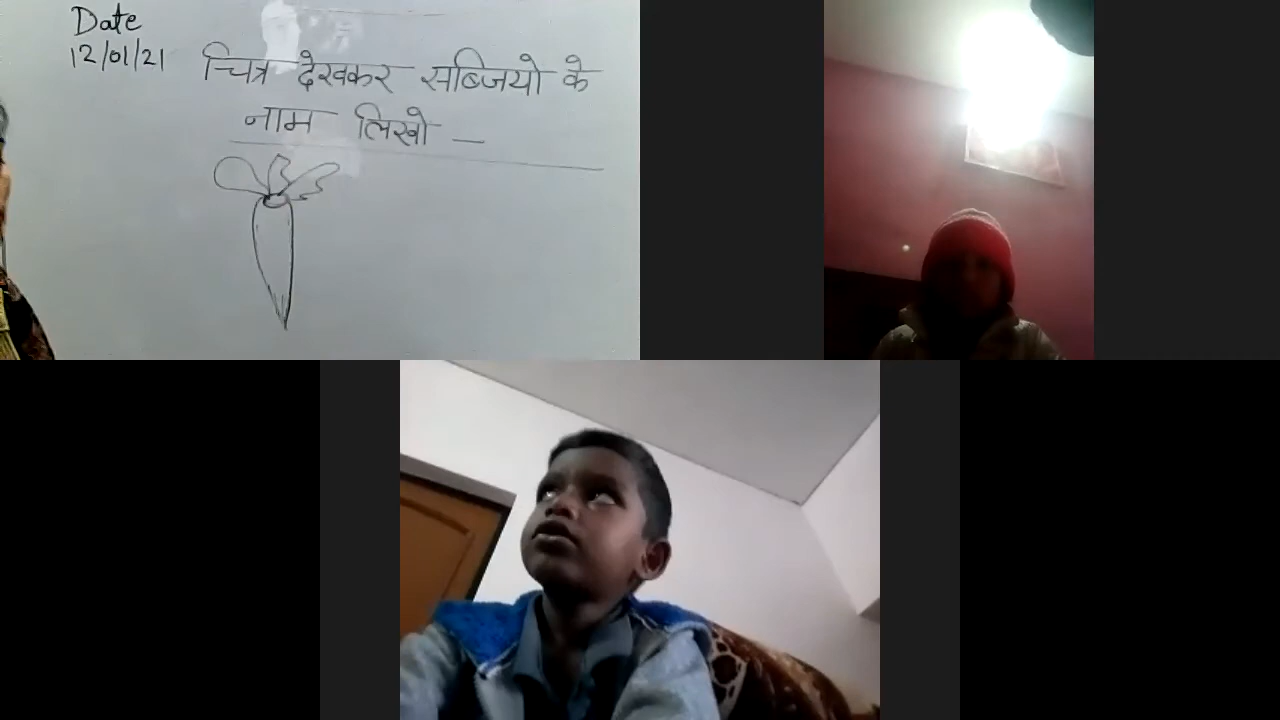 Date
12/01/21
चित्र देखकर सब्जियो के
नाम लिखो —